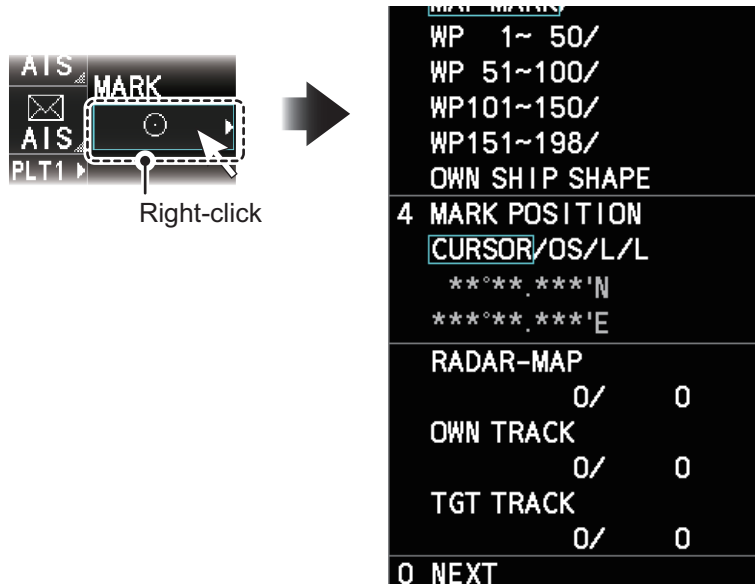 AIS
MARK
AIS
PLT1
Right-click
MAP MARK/
WP 1~ 50/
WP 51~100/
WP101~150/
WP151~198/
OWN SHIP SHAPE
4 MARK POSITION
CURSOR/OS/L/L
**°**.***'N
***°**.***'E
RADAR-MAP
0/ 0
OWN TRACK
0/ 0
TGT TRACK
0/ 0
0 NEXT